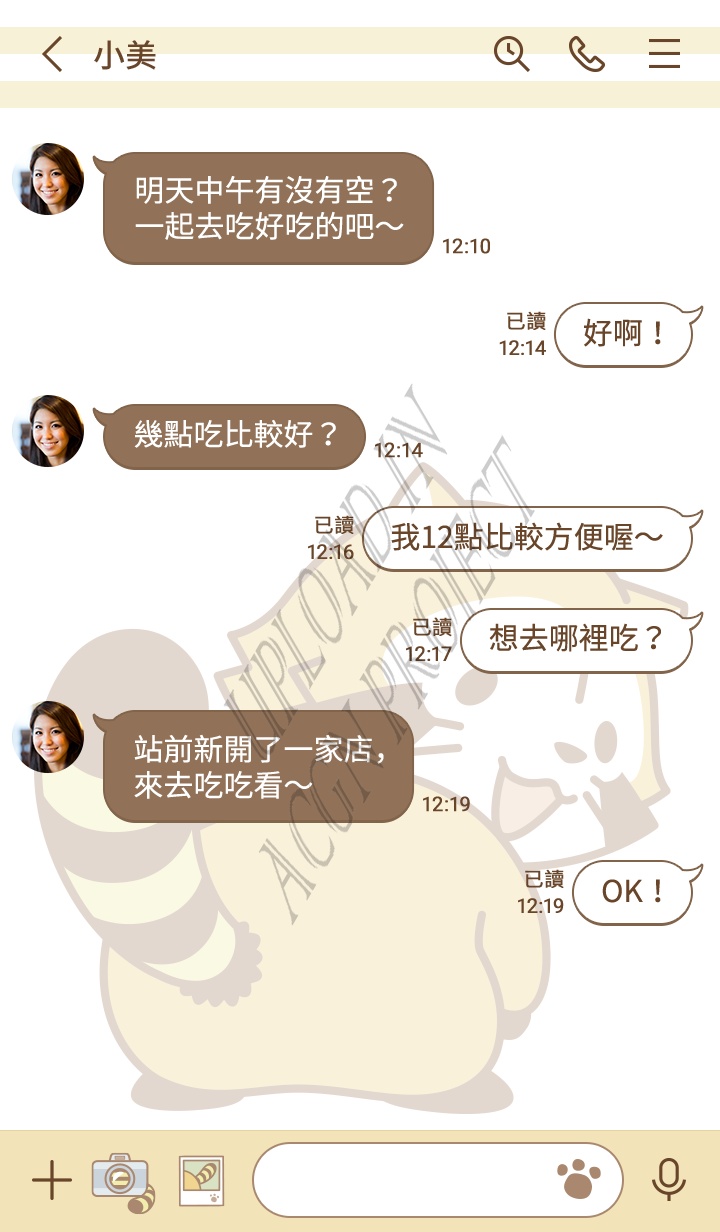 小美
明天中午有沒有空？
一起去吃好吃的吧～
12:10
已讀
12:14
好啊！
幾點吃比較好？
12:14
已讀
12:16
我12點比較方便喔～
已讀
12:17
想去哪裡吃？
站前新開了一家店，
來去吃吃看～
12:19
已讀
12:19
OK！
UPLOAD IN
ACGN PROJECT